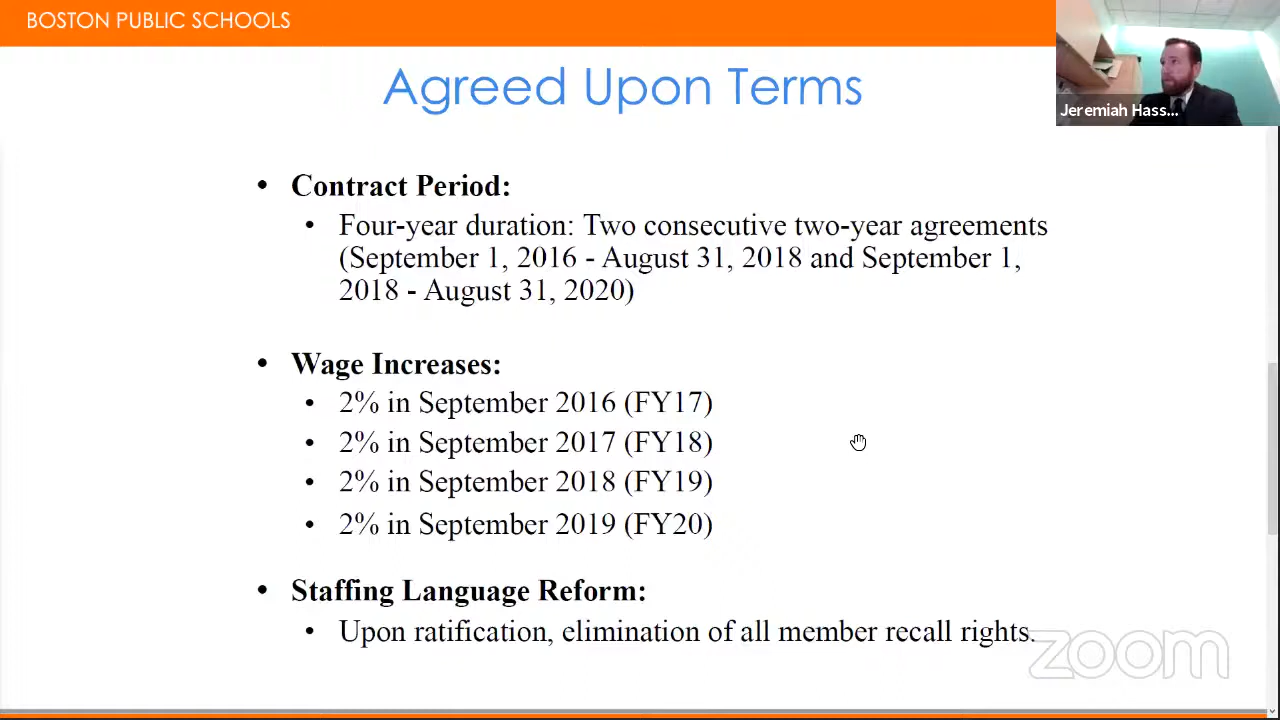 BOSTON PUBLIC SCHOOLS
Agreed Upon Terms
Jeremiah Hass...
• Contract Period:
• Four-year duration: Two consecutive two-year agreements
(September 1, 2016 - August 31, 2018 and September 1,
2018 - August 31, 2020)
• Wage Increases:
• 2% in September 2016 (FY17)
• 2% in September 2017 (FY18)
• 2% in September 2018 (FY19)
• 2% in September 2019 (FY20)
• Staffing Language Reform:
• Upon ratification, elimination of all member recall rights.
zoom